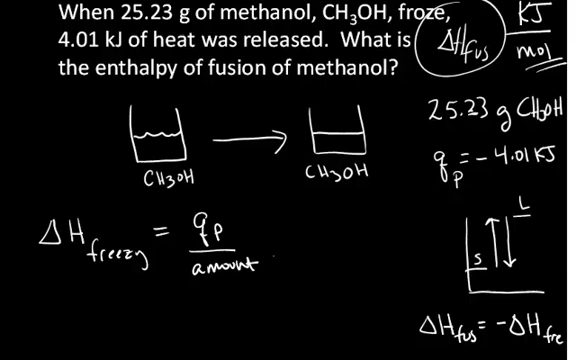 When 25.23 g of methanol, CH₃OH, froze,
4.01 kJ of heat was released. What is
the enthalpy of fusion of methanol?
ΔHfus
KJ
mol
25.23 g CH₃OH
qp = - 4.01 KJ
CH₃OH
CH₃OH
ΔHfreezy = qp
amount
L
S
ΔHfus = -ΔHfre